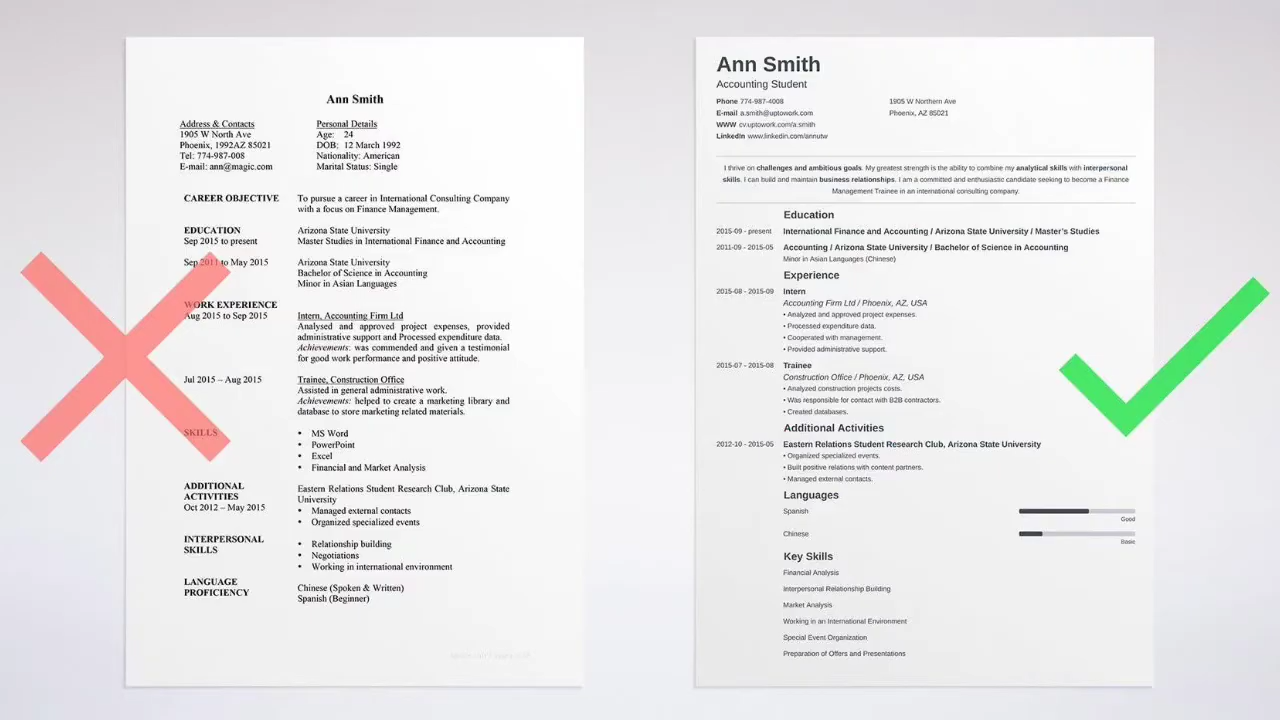 Ann Smith
Address & Contacts
1905 W North Ave
Phoenix, 1992AZ 85021
Tel: 774-987-008
E-mail: ann@magic.com
Personal Details
Age: 24
DOB: 12 March 1992
Nationality: American
Marital Status: Single
CAREER OBJECTIVE
To pursue a career in International Consulting Company
with a focus on Finance Management.
EDUCATION
Sep 2015 to present
Arizona State University
Master Studies in International Finance and Accounting
Sep 2011 to May 2015
Arizona State University
Bachelor of Science in Accounting
Minor in Asian Languages
WORK EXPERIENCE
Aug 2015 to Sep 2015
Intern, Accounting Firm Ltd
Analysed and approved project expenses, provided
administrative support and Processed expenditure data.
Achievements: was commended and given a testimonial
for good work performance and positive attitude.
Jul 2015 – Aug 2015
Trainee, Construction Office
Assisted in general administrative work.
Achievements: helped to create a marketing library and
database to store marketing related materials.
SKILLS
• MS Word
• PowerPoint
• Excel
• Financial and Market Analysis
ADDITIONAL
ACTIVITIES
Oct 2012 – May 2015
Eastern Relations Student Research Club, Arizona State
University
• Managed external contacts
• Organized specialized events
INTERPERSONAL
SKILLS
• Relationship building
• Negotiations
• Working in international environment
LANGUAGE
PROFICIENCY
Chinese (Spoken & Written)
Spanish (Beginner)
Ann Smith
Accounting Student
Phone 774-987-4008
E-mail a.smith@uptowork.com
WWW cv.uptowork.com/a.smith
LinkedIn www.linkedin.com/annutw
1905 W Northern Ave
Phoenix, AZ 85021
I thrive on challenges and ambitious goals. My greatest strength is the ability to combine my analytical skills with interpersonal
skills. I can build and maintain business relationships. I am a committed and enthusiastic candidate seeking to become a Finance
Management Trainee in an international consulting company.
Education
2015-09 - present International Finance and Accounting / Arizona State University / Master's Studies
2011-09 - 2015-05 Accounting / Arizona State University / Bachelor of Science in Accounting
Minor in Asian Languages (Chinese)
Experience
2015-08 - 2015-09 Intern
Accounting Firm Ltd / Phoenix, AZ, USA
• Analyzed and approved project expenses.
• Processed expenditure data.
• Cooperated with management.
• Provided administrative support.
2015-07 - 2015-08 Trainee
Construction Office / Phoenix, AZ, USA
• Analyzed construction projects costs.
• Was responsible for contact with B2B contractors.
• Created databases.
Additional Activities
2012-10 - 2015-05 Eastern Relations Student Research Club, Arizona State University
• Organized specialized events.
• Built positive relations with content partners.
• Managed external contacts.
Languages
Spanish
Good
Chinese
Basic
Key Skills
Financial Analysis
Interpersonal Relationship Building
Market Analysis
Working in an International Environment
Special Event Organization
Preparation of Offers and Presentations